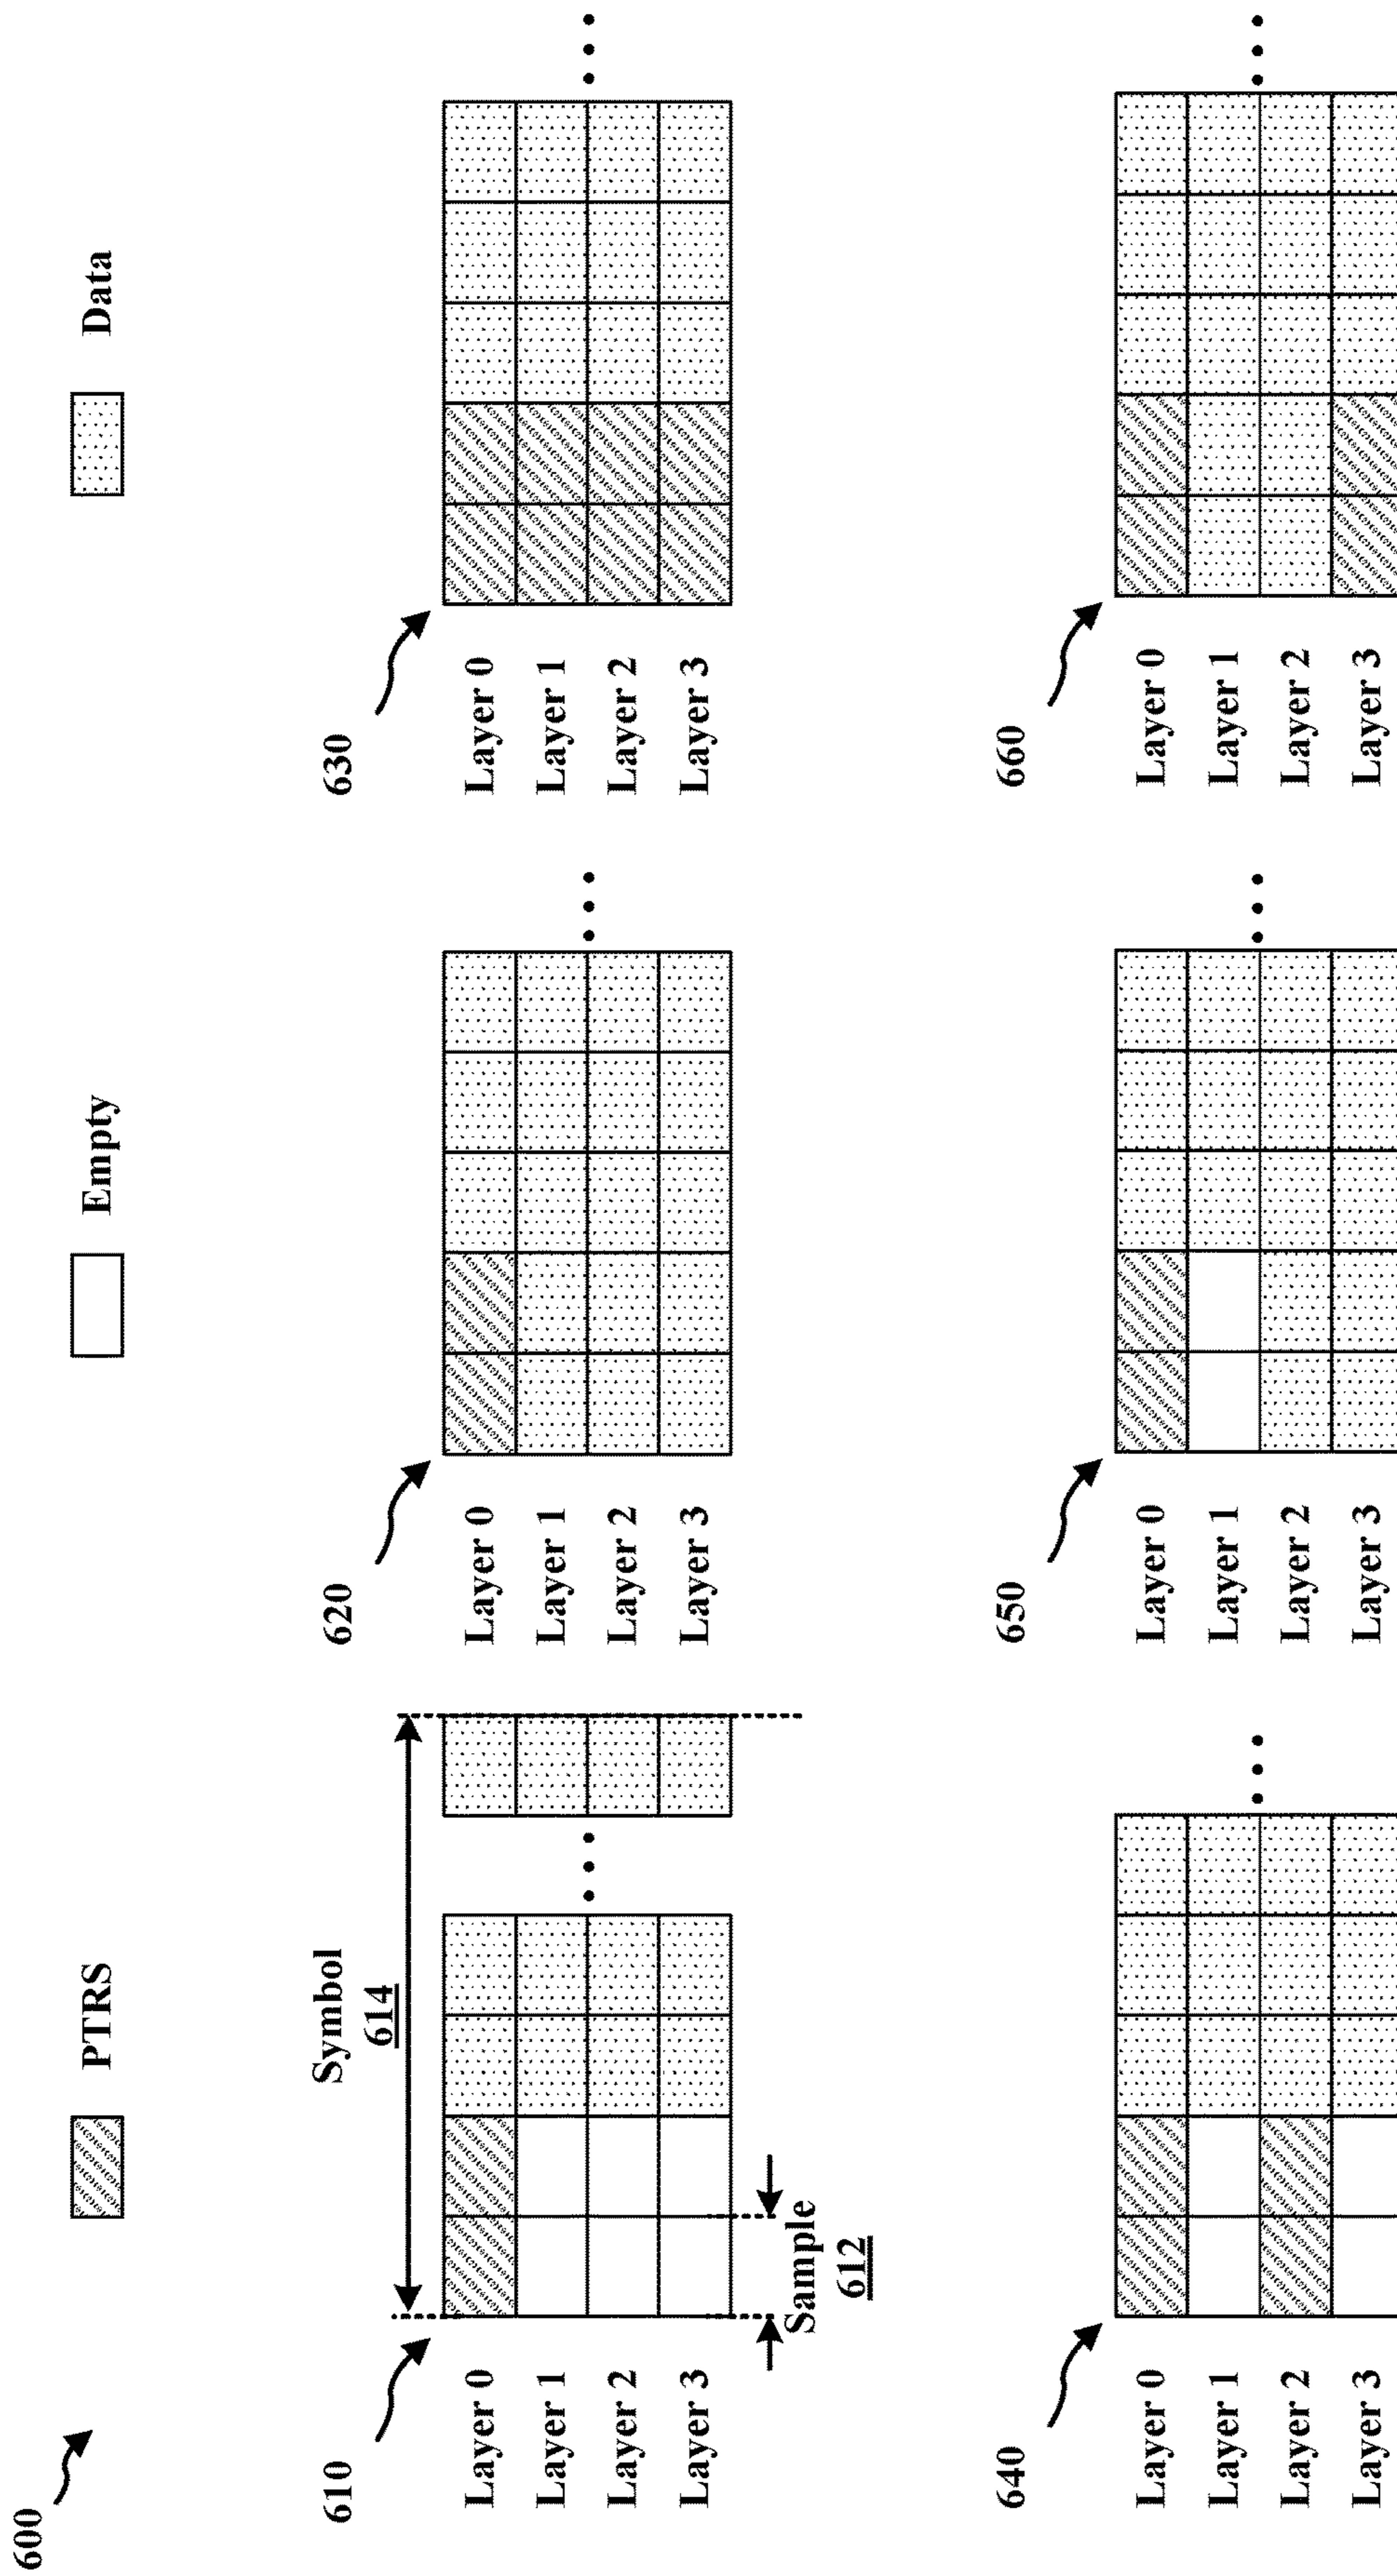 600
PTRS
Empty
Data
610
Symbol
614
Layer 0
Layer 1
Layer 2
Layer 3
Sample
612
620
Layer 0
Layer 1
Layer 2
Layer 3
630
Layer 0
Layer 1
Layer 2
Layer 3
640
Layer 0
Layer 1
Layer 2
Layer 3
650
Layer 0
Layer 1
Layer 2
Layer 3
660
Layer 0
Layer 1
Layer 2
Layer 3